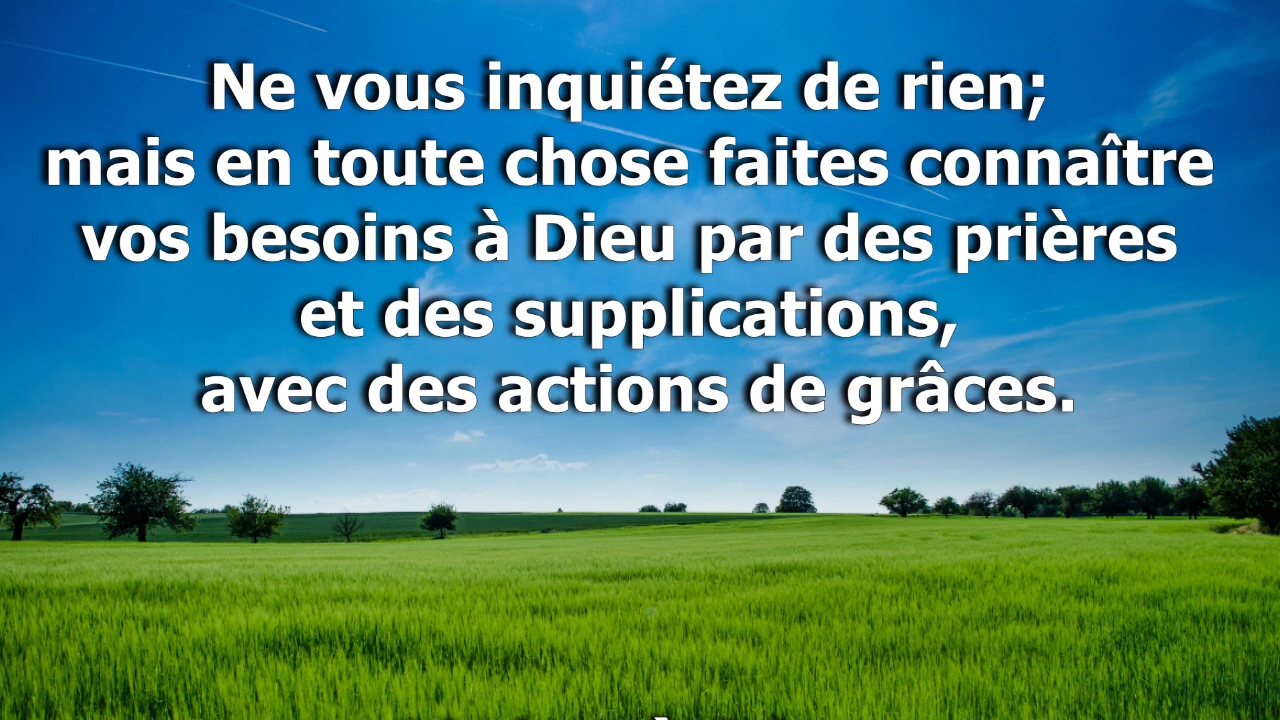 Ne vous inquiétez de rien;
mais en toute chose faites connaître
vos besoins à Dieu par des prières
et des supplications,
avec des actions de grâces.